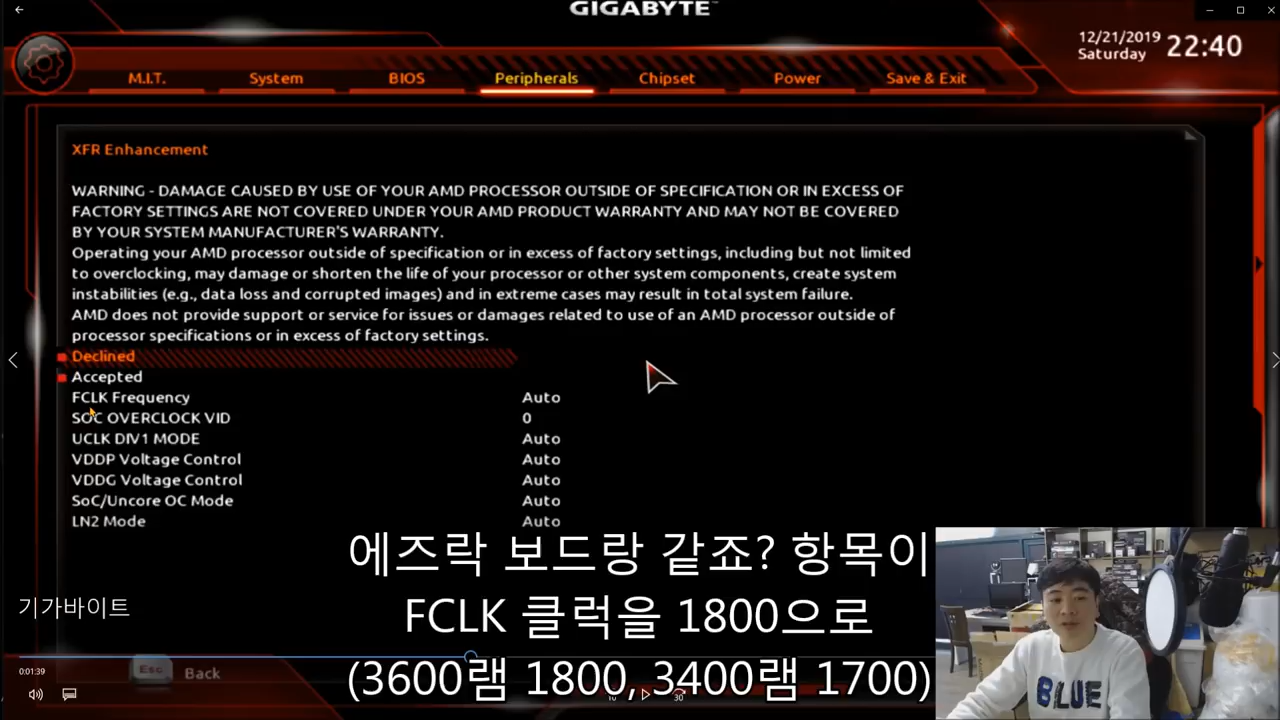 GIGABYTE™
12/21/2019
Saturday
22:40
M.I.T.
System
BIOS
Peripherals
Chipset
Power
Save & Exit
XFR Enhancement
WARNING - DAMAGE CAUSED BY USE OF YOUR AMD PROCESSOR OUTSIDE OF SPECIFICATION OR IN EXCESS OF
FACTORY SETTINGS ARE NOT COVERED UNDER YOUR AMD PRODUCT WARRANTY AND MAY NOT BE COVERED
BY YOUR SYSTEM MANUFACTURER'S WARRANTY.
Operating your AMD processor outside of specification or in excess of factory settings, including but not limited
to overclocking, may damage or shorten the life of your processor or other system components, create system
instabilities (e.g., data loss and corrupted images) and in extreme cases may result in total system failure.
AMD does not provide support or service for issues or damages related to use of an AMD processor outside of
processor specifications or in excess of factory settings.
Declined
Accepted
FCLK Frequency Auto
SOC OVERCLOCK VID 0
UCLK DIV1 MODE Auto
VDDP Voltage Control Auto
VDDG Voltage Control Auto
SoC/Uncore OC Mode Auto
LN2 Mode Auto
에즈락 보드랑 같죠? 항목이
FCLK 클럭을 1800으로
(3600램 1800, 3400램 1700)
기가바이트
0:01:39
Esc Back
10
30
BLUE